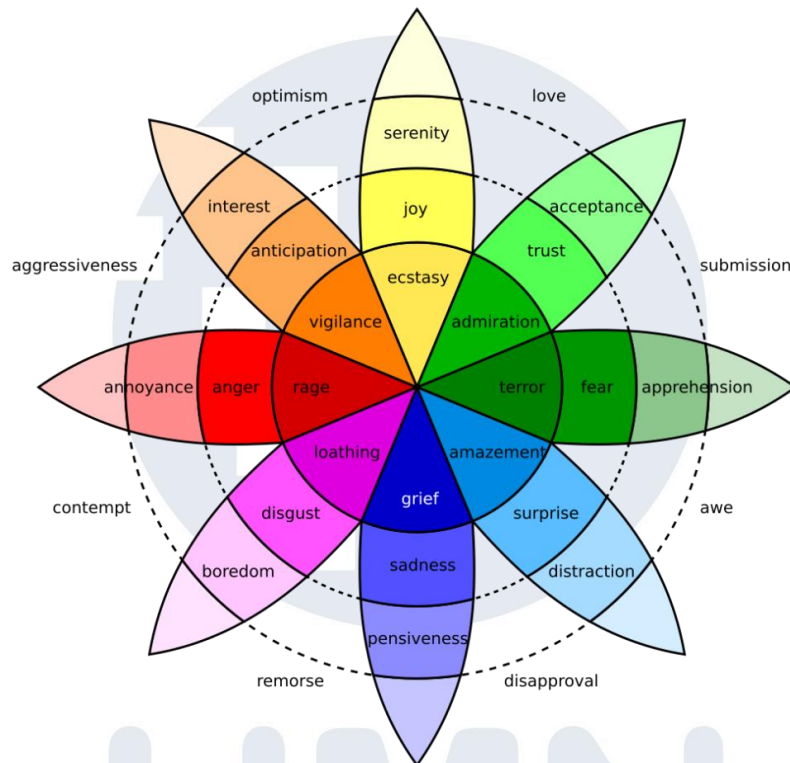 optimism
love
serenity
interest
acceptance
joy
anticipation
trust
aggressiveness
submission
ecstasy
vigilance
admiration
annoyance
anger
rage
terror
fear
apprehension
loathing
amazement
grief
contempt
disgust
surprise
awe
sadness
boredom
distraction
pensiveness
remorse
disapproval